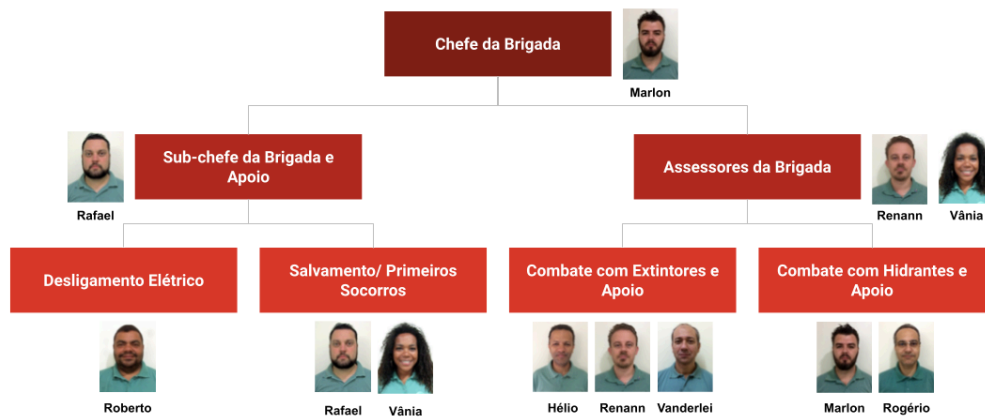 Chefe da Brigada
Marlon
Sub-chefe da Brigada e
Apoio
Rafael
Assessores da Brigada
Renann
Vânia
Desligamento Elétrico
Salvamento/ Primeiros
Socorros
Combate com Extintores e
Apoio
Combate com Hidrantes e
Apoio
Roberto
Rafael
Vânia
Hélio
Renann
Vanderlei
Marlon
Rogério